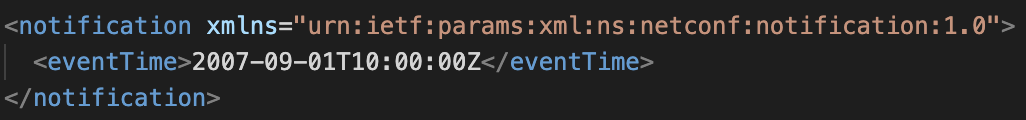 <notification xmlns="urn:ietf:params:xml:ns:netconf:notification:1.0">
<eventTime>2007-09-01T10:00:00Z</eventTime>
</notification>